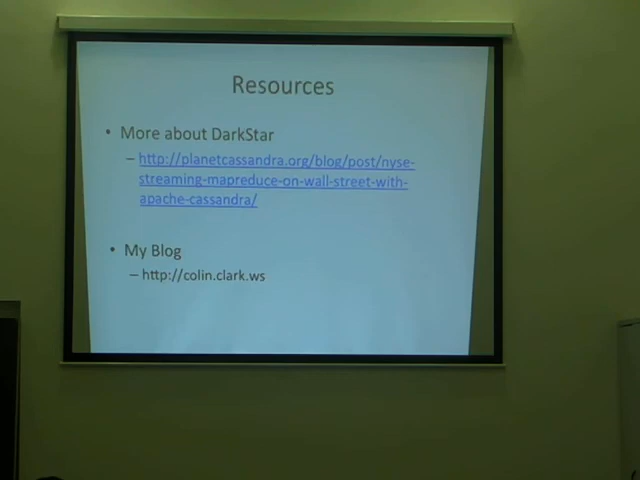 Resources
• More about DarkStar
– http://planetcassandra.org/blog/post/nyse-
streaming-mapreduce-on-wall-street-with-
apache-cassandra/
• My Blog
– http://colin.clark.ws